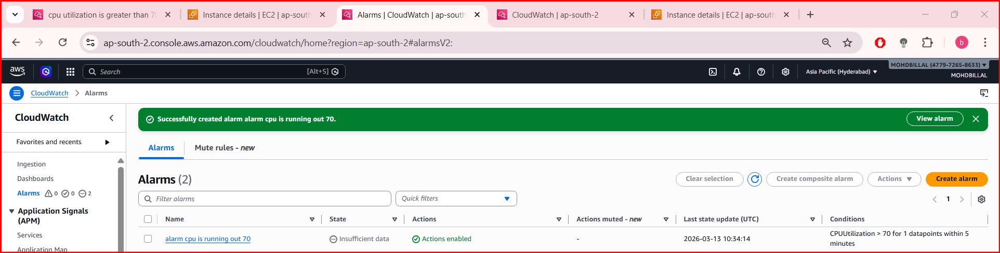 cpu utilization is greater than 70
Instance details | EC2 | ap-south
Alarms | CloudWatch | ap-south
CloudWatch | ap-south-2
Instance details | EC2 | ap-south
ap-south-2.console.aws.amazon.com/cloudwatch/home?region=ap-south-2#alarmsV2:
b
aws
Search
[Alt+S]
Asia Pacific (Hyderabad)
MOHDBILLAL (4779-7265-8633)
MOHDBILLAL
CloudWatch
Alarms
CloudWatch
Favorites and recents
Ingestion
Dashboards
Alarms 0 0 2
Application Signals
(APM)
Services
Application Map
Successfully created alarm alarm cpu is running out 70.
View alarm
Alarms
Mute rules - new
Alarms (2)
Clear selection
Create composite alarm
Actions
Create alarm
Filter alarms
Quick filters
1
Name
State
Actions
Actions muted - new
Last state update (UTC)
Conditions
alarm cpu is running out 70
Insufficient data
Actions enabled
-
2026-03-13 10:34:14
CPUUtilization > 70 for 1 datapoints within 5
minutes